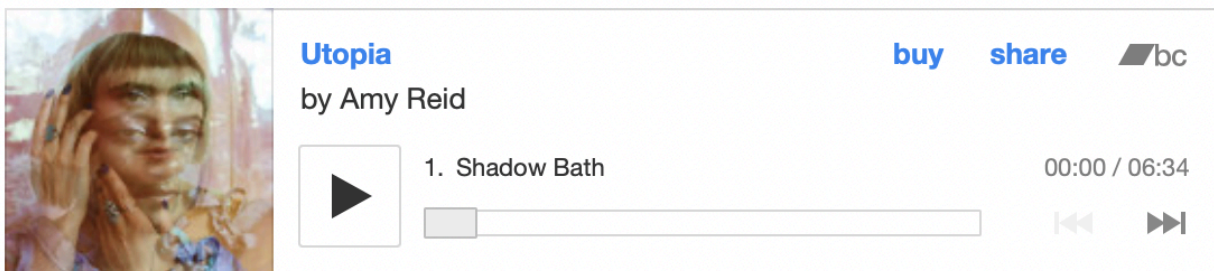 Utopia
buy share bc
by Amy Reid
1. Shadow Bath
00:00 / 06:34